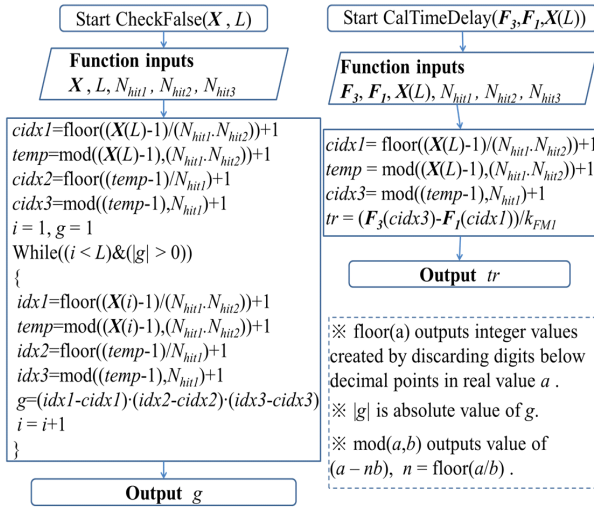 Start CheckFalse(X , L)
Function inputs
X , L, Nhit1 , Nhit2 , Nhit3
cidx1=floor((X(L)-1)/(Nhit1.Nhit2))+1
temp=mod((X(L)-1),(Nhit1.Nhit2))+1
cidx2=floor((temp-1)/Nhit1)+1
cidx3=mod((temp-1),Nhit1)+1
i = 1, g = 1
While((i < L)&(|g| > 0))
{
idx1=floor((X(i)-1)/(Nhit1.Nhit2))+1
temp=mod((X(i)-1),(Nhit1.Nhit2))+1
idx2=floor((temp-1)/Nhit1)+1
idx3=mod((temp-1),Nhit1)+1
g=(idx1-cidx1)·(idx2-cidx2)·(idx3-cidx3)
i = i+1
}
Output g
Start CalTimeDelay(F3,F1,X(L))
Function inputs
F3, F1, X(L), Nhit1 , Nhit2 , Nhit3
cidx1= floor((X(L)-1)/(Nhit1.Nhit2))+1
temp = mod((X(L)-1),(Nhit1.Nhit2))+1
cidx3= mod((temp-1),Nhit1)+1
tr = (F3(cidx3)-F1(cidx1))/kFM1
Output tr
※ floor(a) outputs integer values
created by discarding digits below
decimal points in real value a .
※ |g| is absolute value of g.
※ mod(a,b) outputs value of
(a – nb), n = floor(a/b) .